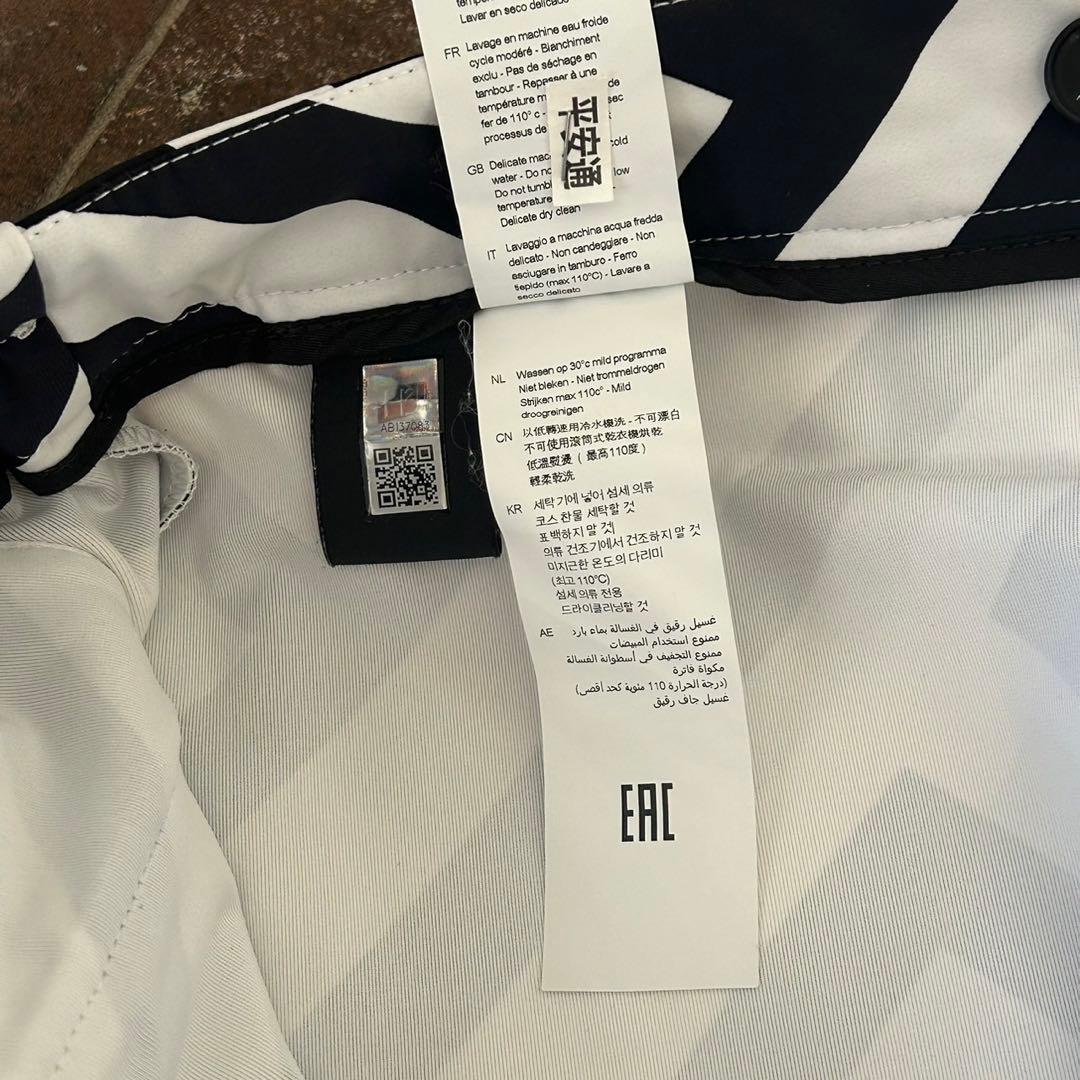 Lavar en seco delicado
FR Lavage en machine eau froide
cycle modéré - Bianchiment
exclu - Pas de séchage en
tambour - Repasser à une
température de
fer de 110° c - sec
processus de
GB Delicate cold
water - Do low
Do not
temperature
Delicate dry clean
平安通
IT Lavaggio a macchina acqua fredda
delicato - Non candeggiare - Non
asciugare in tamburo - Ferro
tiepido (max 110°C) - Lavare a
secco delicato
AB137083
NL Wassen op 30°c mild programma
Niet bleken - Niet trommeldrogen
Strijken max 110c° - Mild
droogreinigen
CN 以低轉速用冷水機洗 - 不可漂白
不可使用滾筒式乾衣機烘乾
低溫熨燙 ( 最高110度 )
輕柔乾洗
KR 세탁기에 넣어 섬세 의류
코스 찬물 세탁할 것
표백하지 말 것
의류 건조기에서 건조하지 말 것
미지근한 온도의 다리미
(최고 110°C)
섬세 의류 전용
드라이클리닝할 것
AE غسيل رقيق في الغسالة بماء بارد
ممنوع استخدام المبيضات
ممنوع التجفيف في أسطوانة الغسالة
مكواة فاترة
(درجة الحرارة 110 مئوية كحد أقصى)
غسيل جاف رقيق
EAC